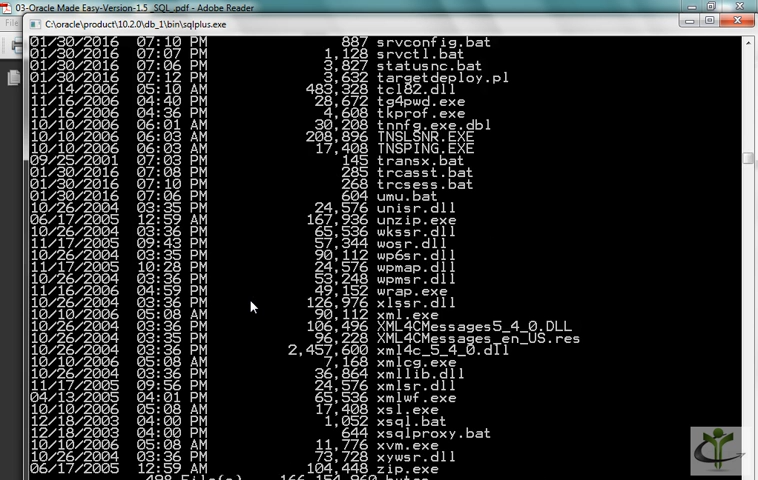 03-Oracle Made Easy-Version-1.5_SQL_.pdf - Adobe Reader
File
C:\oracle\product\10.2.0\db_1\bin\sqlplus.exe
01/30/2016 07:10 PM 887 srvconfig.bat
01/30/2016 07:07 PM 1,128 srvctl.bat
01/30/2016 07:06 PM 3,827 statusnc.bat
01/30/2016 07:12 PM 3,632 targetdeploy.pl
11/14/2006 05:10 AM 483,328 tcl82.dll
11/16/2006 04:40 PM 28,672 tg4pwd.exe
11/16/2006 04:36 PM 4,608 tkprof.exe
10/10/2006 06:01 AM 30,208 tnnfg.exe.dbl
10/10/2006 06:03 AM 208,896 TNSLSNR.EXE
10/10/2006 06:03 AM 17,408 TNSPING.EXE
09/25/2001 07:03 PM 145 transx.bat
01/30/2016 07:08 PM 285 trcasst.bat
01/30/2016 07:10 PM 268 trcsess.bat
01/30/2016 07:06 PM 604 umu.bat
10/26/2004 03:35 PM 24,576 unisr.dll
06/17/2005 12:59 AM 167,936 unzip.exe
10/26/2004 03:36 PM 65,536 wkssr.dll
11/17/2005 09:43 PM 57,344 wosr.dll
10/26/2004 03:35 PM 90,112 wp6sr.dll
11/17/2005 10:28 AM 24,576 wpmap.dll
10/26/2004 03:36 PM 53,248 wpmsr.dll
11/16/2006 04:59 PM 49,152 wrap.exe
10/26/2004 03:36 PM 126,976 xlssr.dll
10/10/2006 05:08 AM 90,112 xml.exe
10/26/2004 03:36 PM 106,496 XML4CMessages5_4_0.DLL
10/26/2004 03:35 PM 96,228 XML4CMessages_en_US.res
10/26/2004 03:36 PM 2,457,600 xml4c_5_4_0.dll
10/10/2006 05:08 AM 7,168 xmlcg.exe
10/26/2004 03:36 PM 36,864 xmllib.dll
11/17/2005 09:56 PM 24,576 xmlsr.dll
04/13/2005 04:01 PM 65,536 xmlwf.exe
10/10/2006 05:08 AM 17,408 xsl.exe
12/18/2003 04:00 PM 1,052 xsql.bat
12/18/2003 04:00 PM 644 xsqlproxy.bat
10/10/2006 05:08 AM 11,776 xvm.exe
10/26/2004 03:36 PM 73,728 xywsr.dll
06/17/2005 12:59 AM 104,448 zip.exe